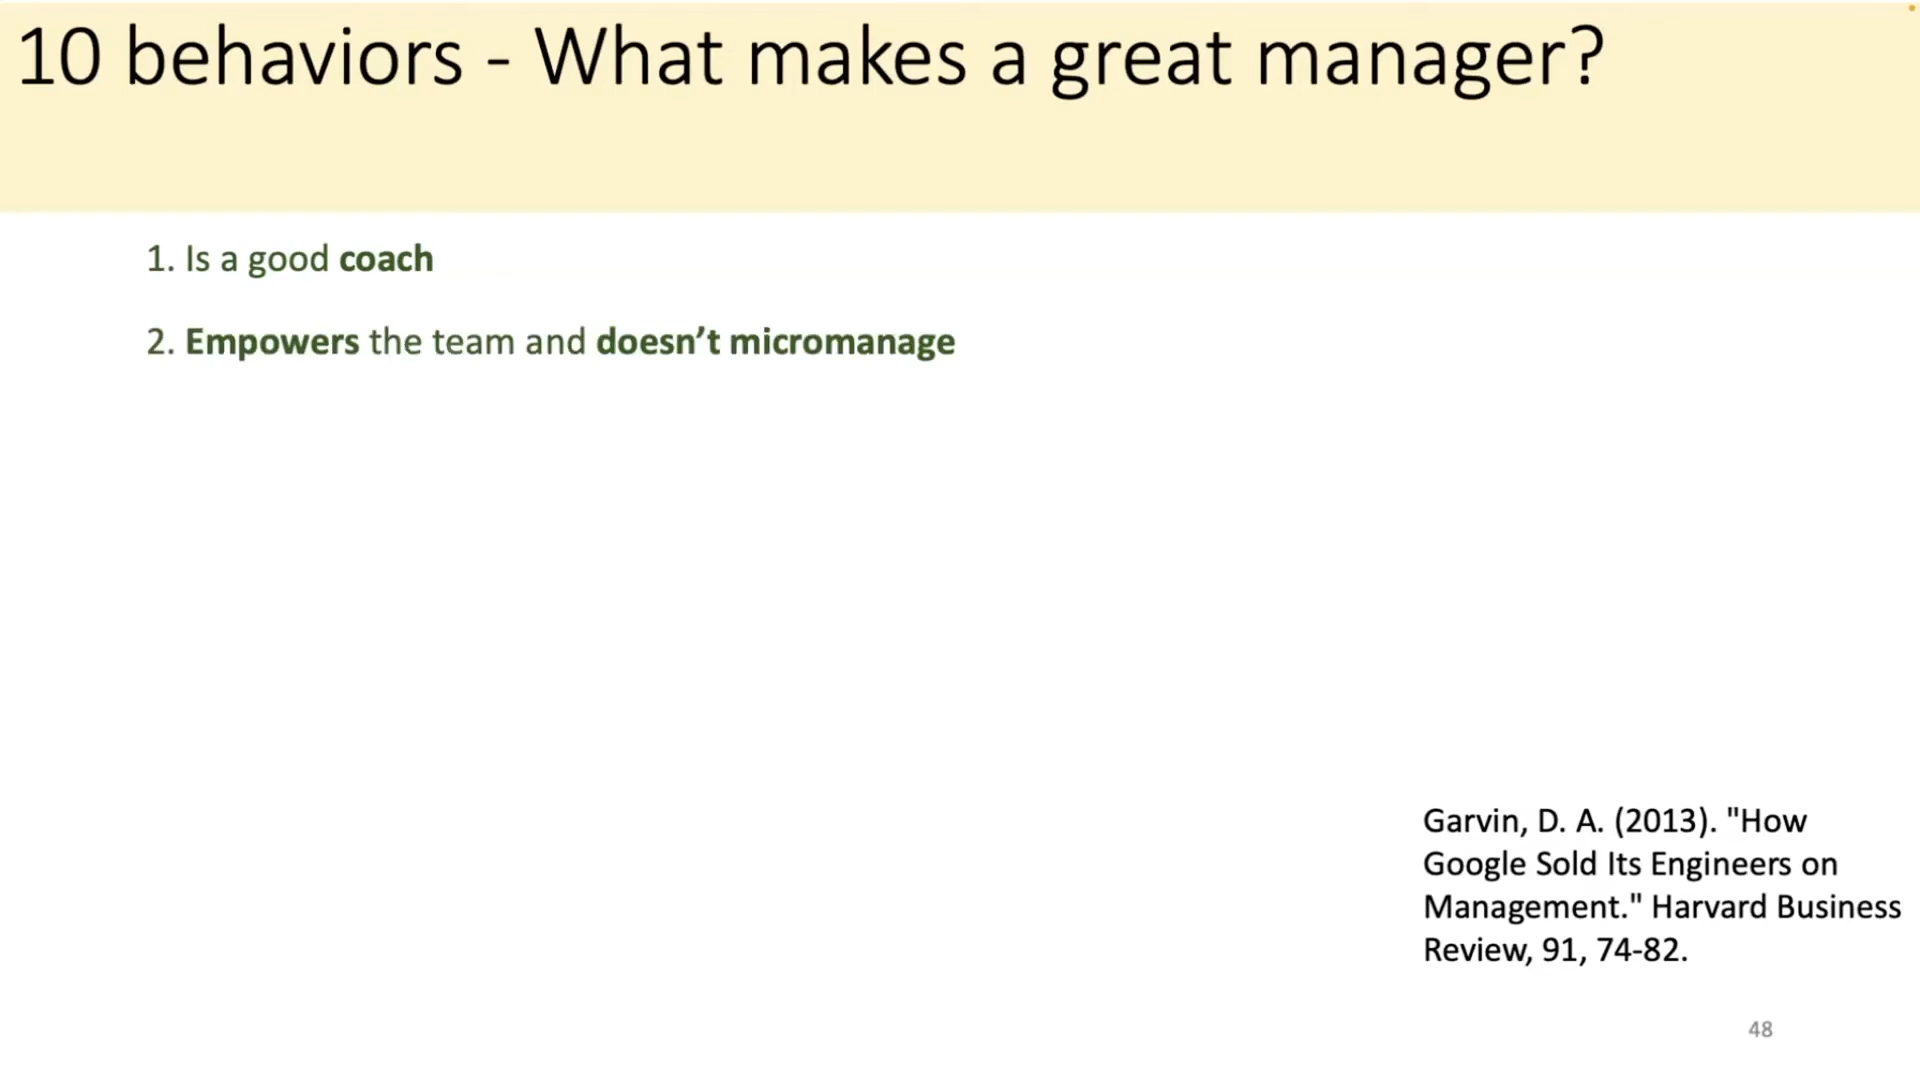 10 behaviors - What makes a great manager?
1. Is a good coach
2. Empowers the team and doesn’t micromanage
Garvin, D. A. (2013). "How
Google Sold Its Engineers on
Management." Harvard Business
Review, 91, 74-82.
48